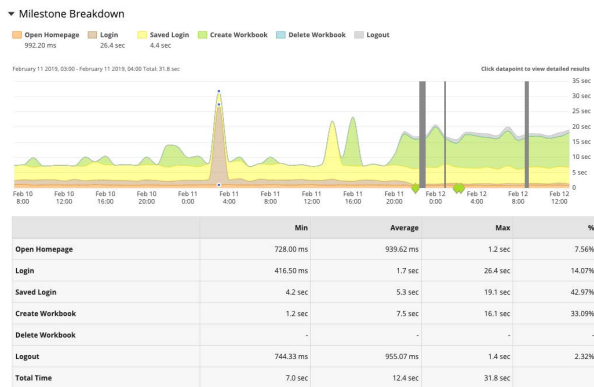 Milestone Breakdown
Open Homepage Login Saved Login Create Workbook Delete Workbook Logout
992.20 ms 26.4 sec 4.4 sec
February 11 2019, 03:00 - February 11 2019, 04:00 Total: 31.8 sec Click datapoint to view detailed results
35 sec
30 sec
25 sec
20 sec
15 sec
10 sec
5 sec
0
Feb 10 Feb 10 Feb 10 Feb 10 Feb 11 Feb 11 Feb 11 Feb 11 Feb 11 Feb 11 Feb 12 Feb 12 Feb 12 Feb 12
8:00 12:00 16:00 20:00 0:00 4:00 8:00 12:00 16:00 20:00 0:00 4:00 8:00 12:00
Min Average Max %
Open Homepage 728.00 ms 939.62 ms 1.2 sec 7.56%
Login 416.50 ms 1.7 sec 26.4 sec 14.07%
Saved Login 4.2 sec 5.3 sec 19.1 sec 42.97%
Create Workbook 1.2 sec 7.5 sec 16.1 sec 33.09%
Delete Workbook - - - -
Logout 744.33 ms 955.07 ms 1.4 sec 2.32%
Total Time 7.0 sec 12.4 sec 31.8 sec